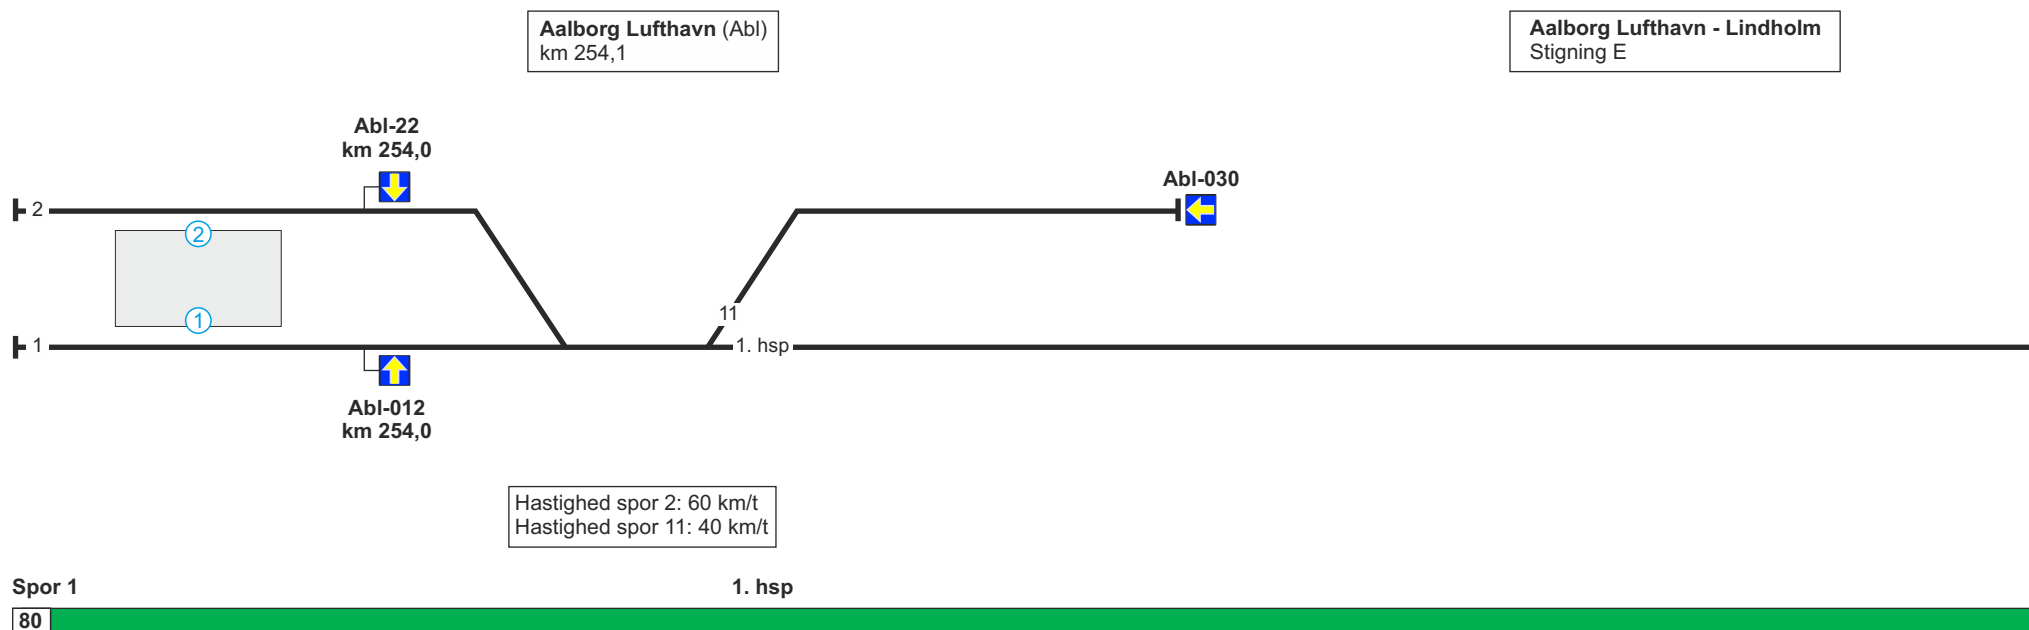 Aalborg Lufthavn (Abl)
km 254,1
Aalborg Lufthavn - Lindholm
Stigning E
Abl-22
km 254,0
Abl-030
2
2
1
11
1
1. hsp
Abl-012
km 254,0
Hastighed spor 2: 60 km/t
Hastighed spor 11: 40 km/t
Spor 1
1. hsp
80